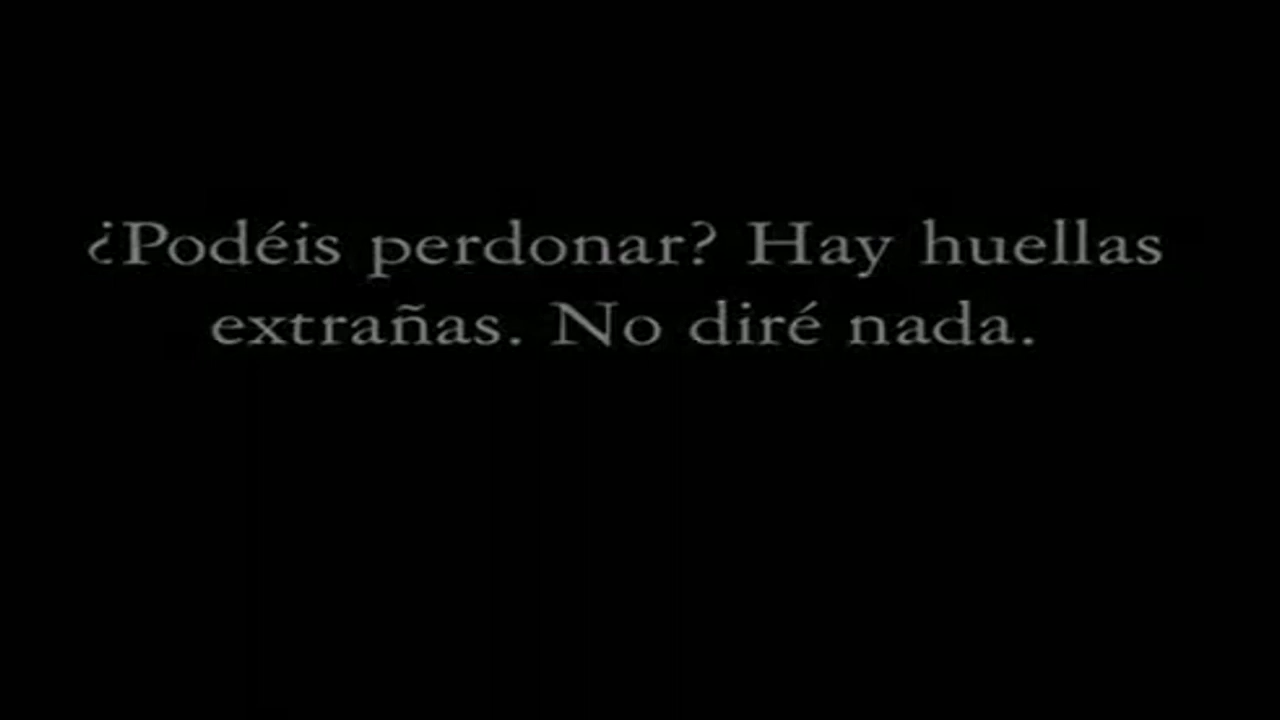 ¿Podéis perdonar? Hay huellas
extrañas. No diré nada.